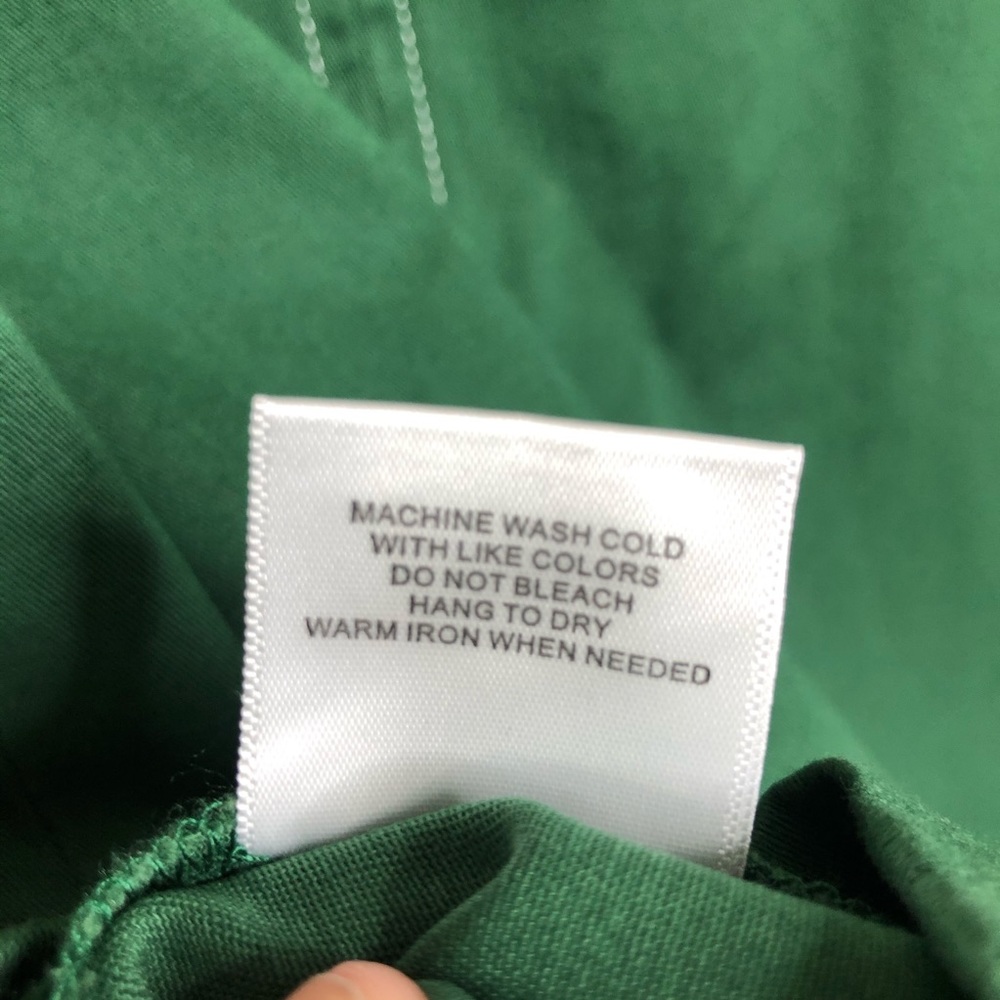 MACHINE WASH COLD
WITH LIKE COLORS
DO NOT BLEACH
HANG TO DRY
WARM IRON WHEN NEEDED